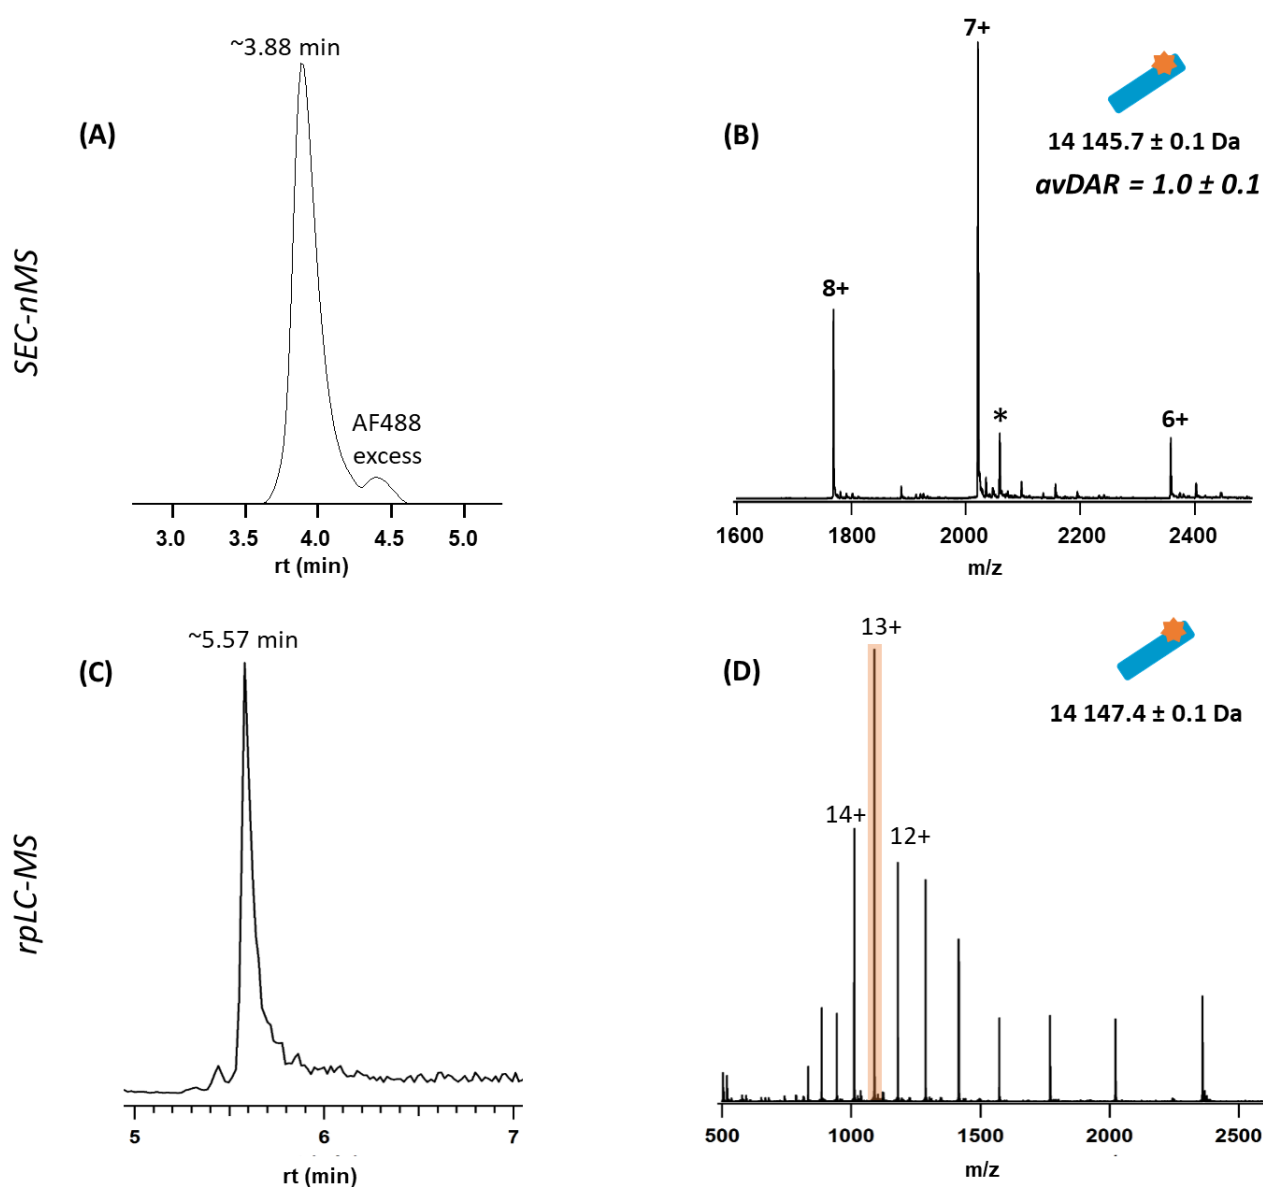 SEC-nMS
(A)
~3.88 min
AF488
excess
3.0 3.5 4.0 4.5 5.0
rt (min)
(B)
7+
8+
*
6+
14 145.7 ± 0.1 Da
avDAR = 1.0 ± 0.1
1600 1800 2000 2200 2400
m/z
rpLC-MS
(C)
~5.57 min
5 6 7
rt (min)
(D)
13+
14+
12+
14 147.4 ± 0.1 Da
500 1000 1500 2000 2500
m/z